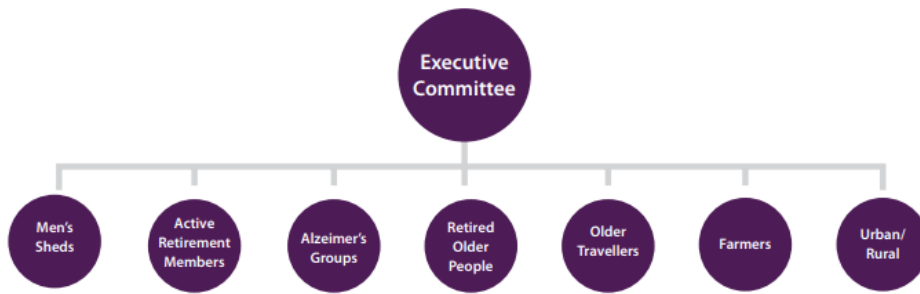 Executive
Committee
Men's
Sheds
Active
Retirement
Members
Alzeimer's
Groups
Retired
Older
People
Older
Travellers
Farmers
Urban/
Rural